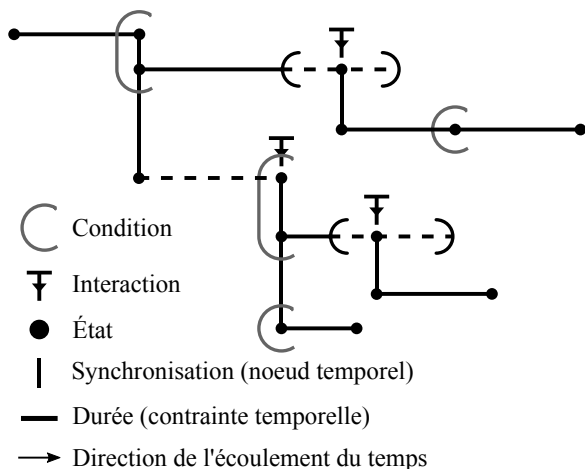 Condition
Interaction
État
Synchronisation (noeud temporel)
Durée (contrainte temporelle)
Direction de l'écoulement du temps